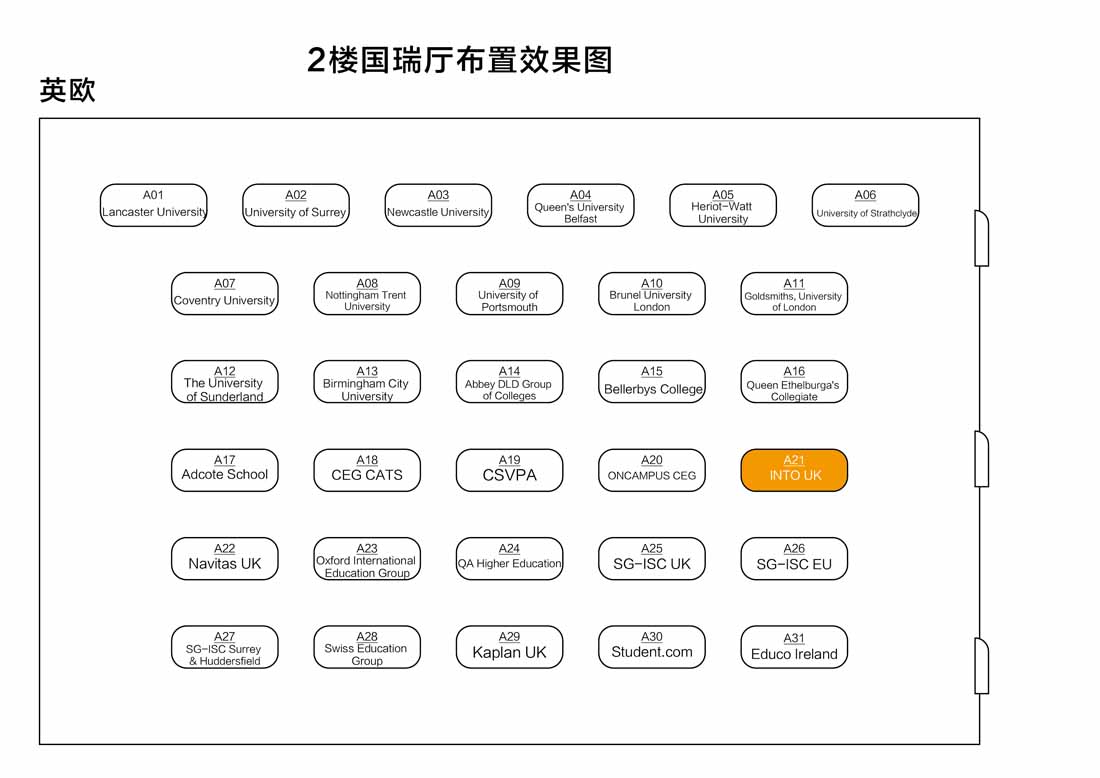 2楼国瑞厅布置效果图
英欧
A01
Lancaster University
A02
University of Surrey
A03
Newcastle University
A04
Queen's University
Belfast
A05
Heriot-Watt
University
A06
University of Strathclyde
A07
Coventry University
A08
Nottingham Trent
University
A09
University of
Portsmouth
A10
Brunel University
London
A11
Goldsmiths, University
of London
A12
The University
of Sunderland
A13
Birmingham City
University
A14
Abbey DLD Group
of Colleges
A15
Bellerbys College
A16
Queen Ethelburga's
Collegiate
A17
Adcote School
A18
CEG CATS
A19
CSVPA
A20
ONCAMPUS CEG
A21
INTO UK
A22
Navitas UK
A23
Oxford International
Education Group
A24
QA Higher Education
A25
SG-ISC UK
A26
SG-ISC EU
A27
SG-ISC Surrey
& Huddersfield
A28
Swiss Education
Group
A29
Kaplan UK
A30
Student.com
A31
Educo Ireland